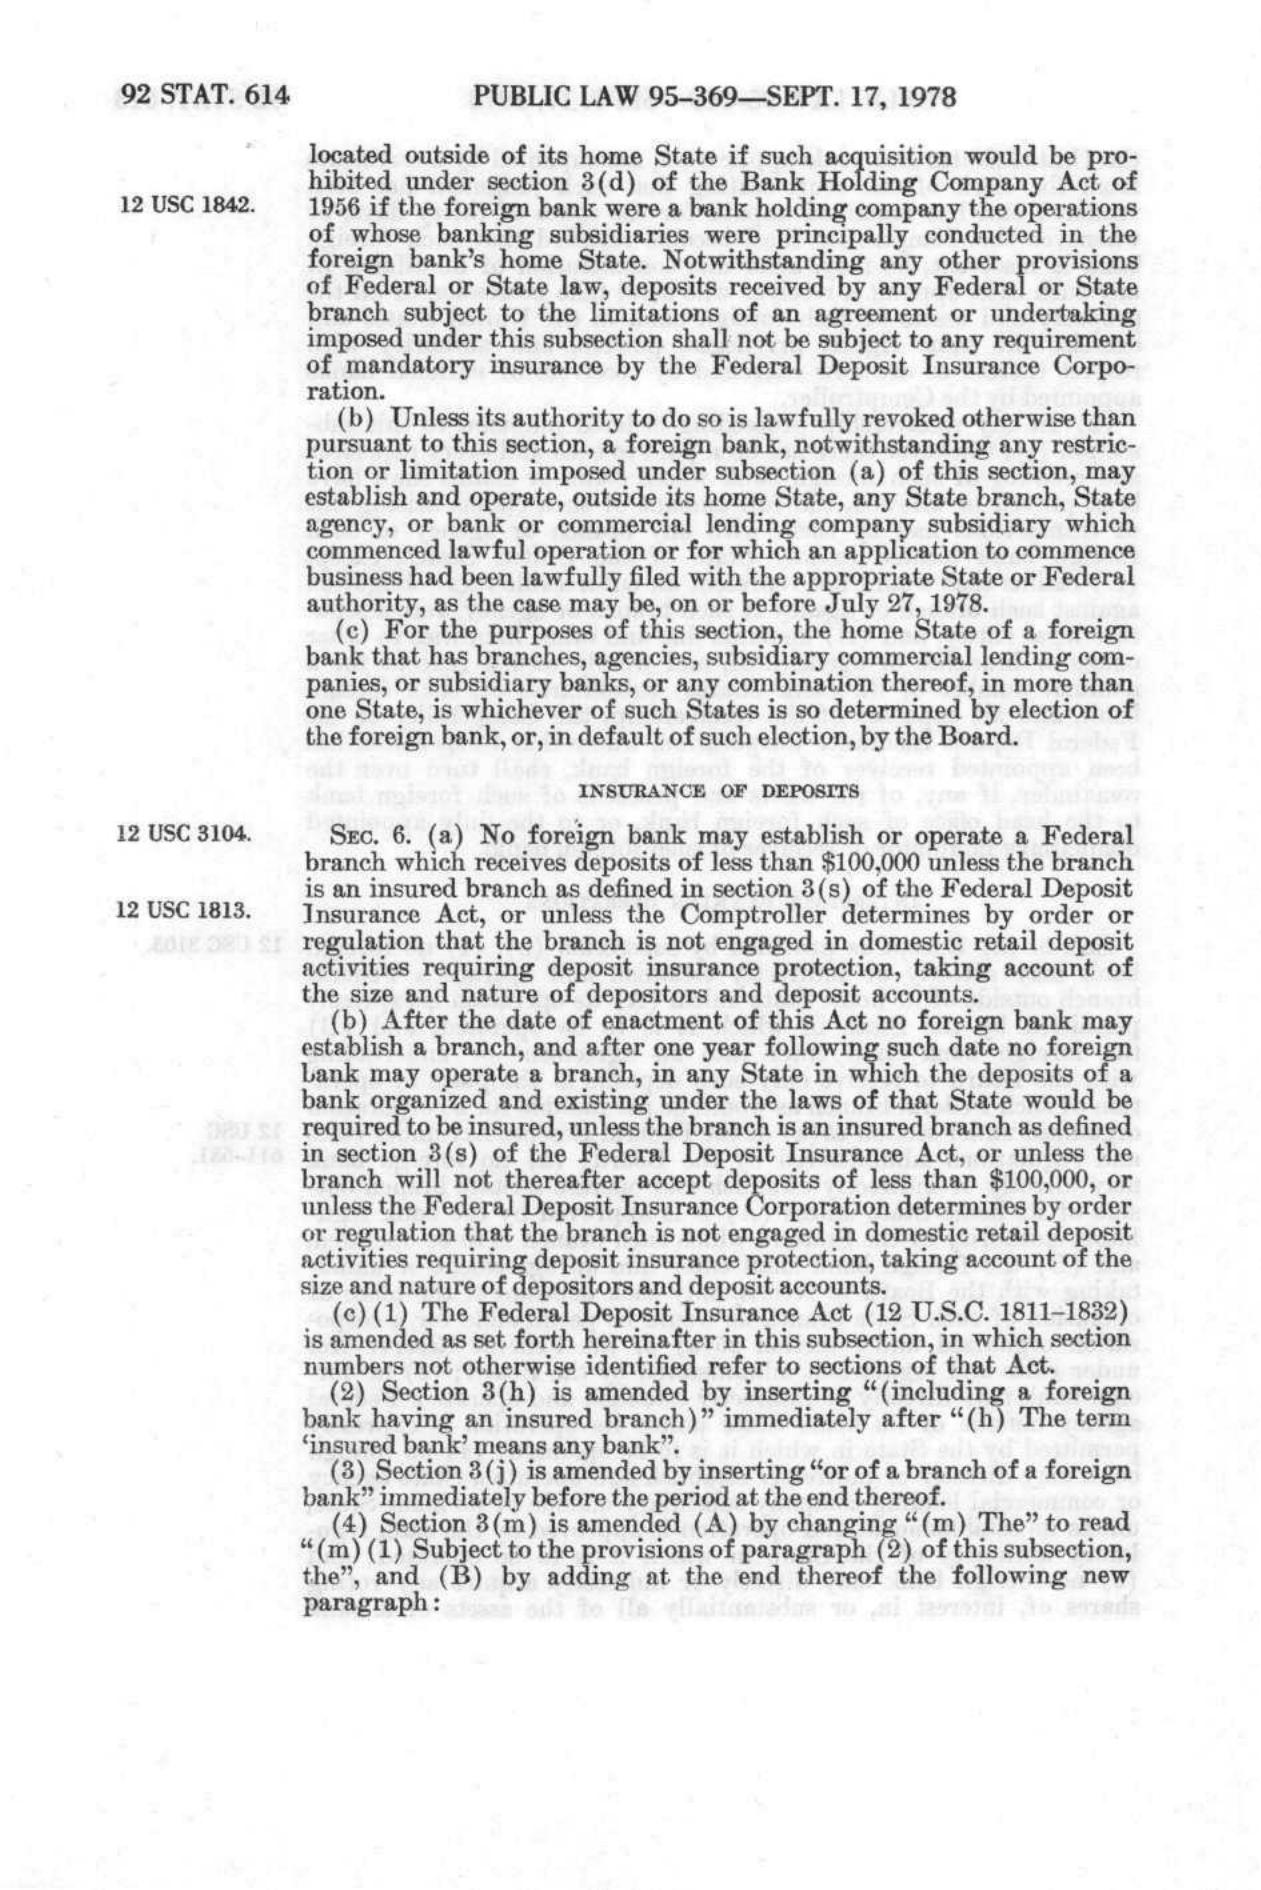 92 STAT. 614
PUBLIC LAW 95-369—SEPT. 17, 1978
located outside of its home State if such acquisition would be pro-
hibited under section 3(d) of the Bank Holding Company Act of
12 USC 1842.
1956 if the foreign bank were a bank holding company the operations
of whose banking subsidiaries were principally conducted in the
foreign bank's home State. Notwithstanding any other provisions
of Federal or State law, deposits received by any Federal or State
branch subject to the limitations of an agreement or undertaking
imposed under this subsection shall not be subject to any requirement
of mandatory insurance by the Federal Deposit Insurance Corpo-
ration.
(b) Unless its authority to do so is lawfully revoked otherwise than
pursuant to this section, a foreign bank, notwithstanding any restric-
tion or limitation imposed under subsection (a) of this section, may
establish and operate, outside its home State, any State branch, State
agency, or bank or commercial lending company subsidiary which
commenced lawful operation or for which an application to commence
business had been lawfully filed with the appropriate State or Federal
authority, as the case may be, on or before July 27, 1978.
(c) For the purposes of this section, the home State of a foreign
bank that has branches, agencies, subsidiary commercial lending com-
panies, or subsidiary banks, or any combination thereof, in more than
one State, is whichever of such States is so determined by election of
the foreign bank, or, in default of such election, by the Board.
INSURANCE OF DEPOSITS
12 USC 3104.
SEC. 6. (a) No foreign bank may establish or operate a Federal
branch which receives deposits of less than $100,000 unless the branch
is an insured branch as defined in section 3(s) of the Federal Deposit
12 USC 1813.
Insurance Act, or unless the Comptroller determines by order or
regulation that the branch is not engaged in domestic retail deposit
activities requiring deposit insurance protection, taking account of
the size and nature of depositors and deposit accounts.
(b) After the date of enactment of this Act no foreign bank may
establish a branch, and after one year following such date no foreign
bank may operate a branch, in any State in which the deposits of a
bank organized and existing under the laws of that State would be
required to be insured, unless the branch is an insured branch as defined
in section 3(s) of the Federal Deposit Insurance Act, or unless the
branch will not thereafter accept deposits of less than $100,000, or
unless the Federal Deposit Insurance Corporation determines by order
or regulation that the branch is not engaged in domestic retail deposit
activities requiring deposit insurance protection, taking account of the
size and nature of depositors and deposit accounts.
(c)(1) The Federal Deposit Insurance Act (12 U.S.C. 1811-1832)
is amended as set forth hereinafter in this subsection, in which section
numbers not otherwise identified refer to sections of that Act.
(2) Section 3(h) is amended by inserting “(including a foreign
bank having an insured branch)” immediately after “(h) The term
‘insured bank’ means any bank”.
(3) Section 3(j) is amended by inserting “or of a branch of a foreign
bank” immediately before the period at the end thereof.
(4) Section 3(m) is amended (A) by changing “(m) The” to read
“(m)(1) Subject to the provisions of paragraph (2) of this subsection,
the”, and (B) by adding at the end thereof the following new
paragraph: